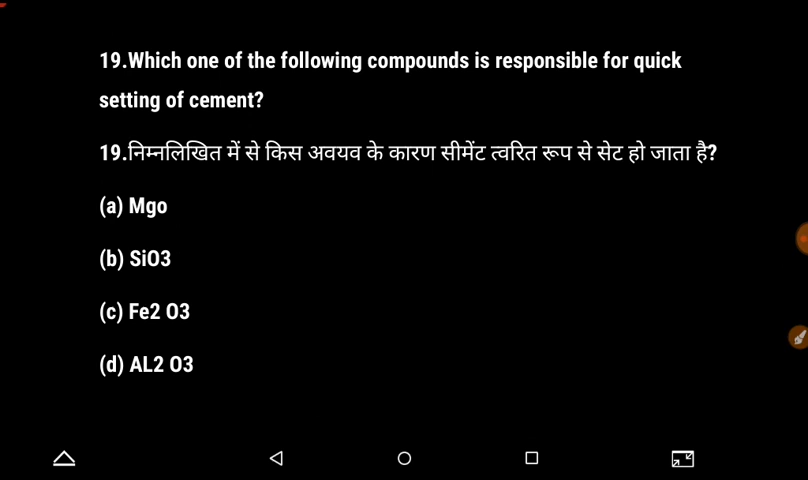 19.Which one of the following compounds is responsible for quick
setting of cement?
19.निम्नलिखित में से किस अवयव के कारण सीमेंट त्वरित रूप से सेट हो जाता है?
(a) Mgo
(b) SiO3
(c) Fe2 O3
(d) AL2 O3